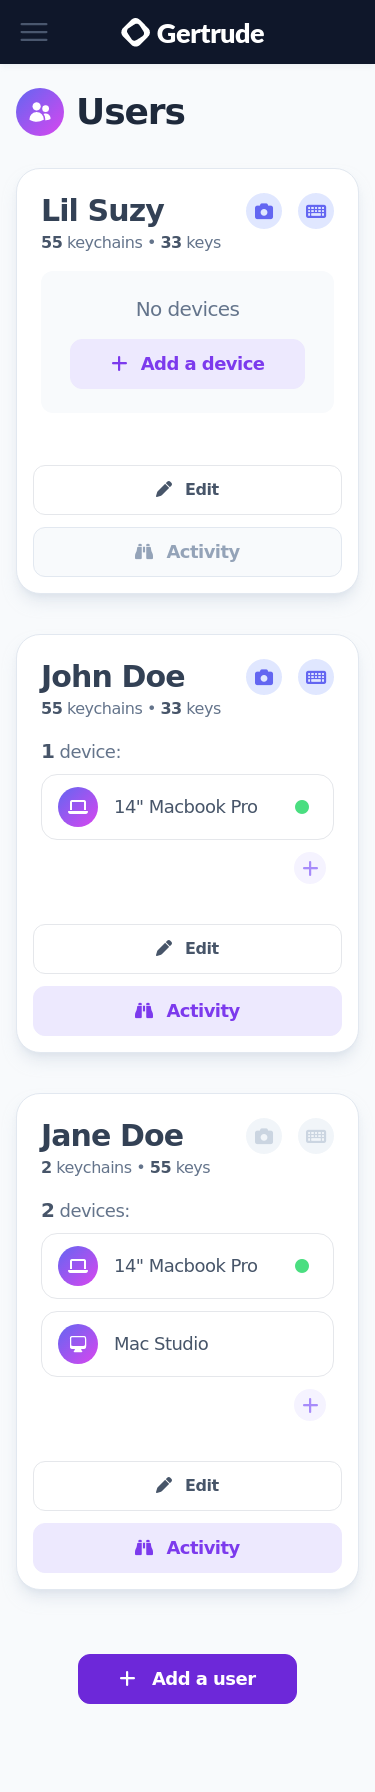 Gertrude
Users
Lil Suzy
55 keychains • 33 keys
No devices
+ Add a device
Edit
Activity
John Doe
55 keychains • 33 keys
1 device:
14" Macbook Pro
+
Edit
Activity
Jane Doe
2 keychains • 55 keys
2 devices:
14" Macbook Pro
Mac Studio
+
Edit
Activity
+ Add a user